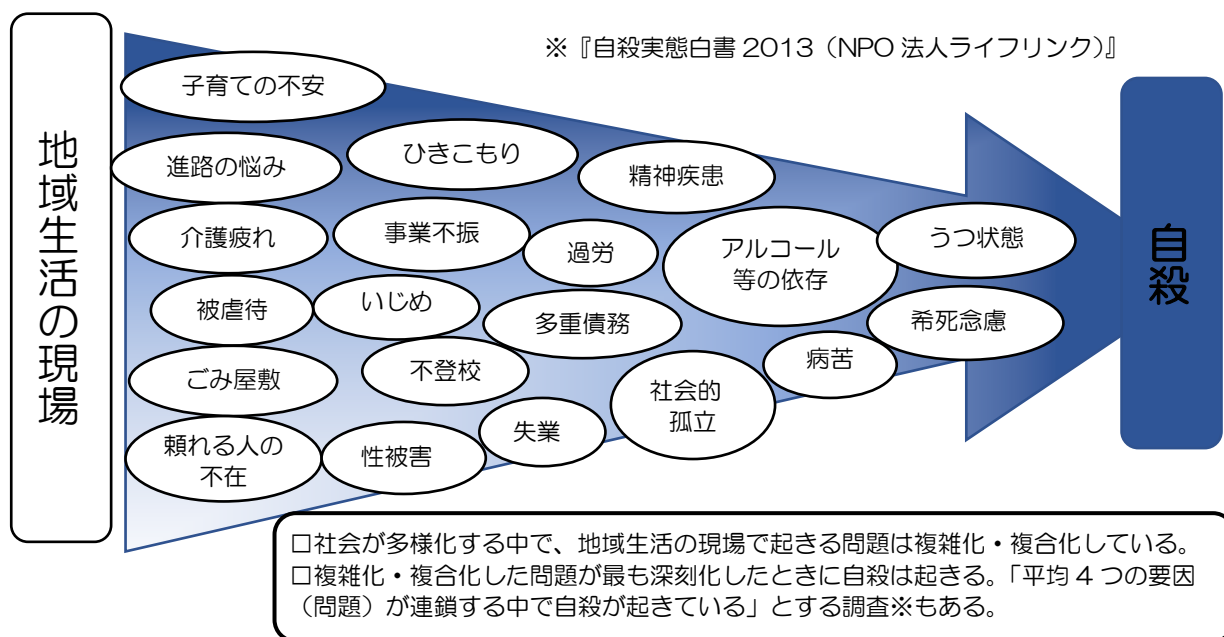 ※『自殺実態白書 2013（NPO 法人ライフリンク）』
地域生活の現場
子育ての不安
進路の悩み
介護疲れ
被虐待
ごみ屋敷
頼れる人の
不在
ひきこもり
事業不振
いじめ
不登校
性被害
精神疾患
過労
多重債務
失業
アルコール
等の依存
社会的
孤立
病苦
うつ状態
希死念慮
自殺
□社会が多様化する中で、地域生活の現場で起きる問題は複雑化・複合化している。
□複雑化・複合化した問題が最も深刻化したときに自殺は起きる。「平均 4 つの要因
（問題）が連鎖する中で自殺が起きている」とする調査※もある。